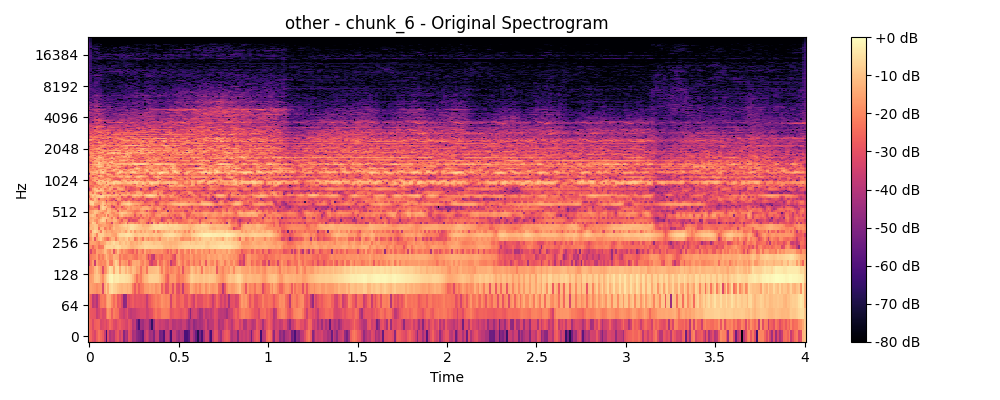 other - chunk_6 - Original Spectrogram
Hz
16384
8192
4096
2048
1024
512
256
128
64
0
0 0.5 1 1.5 2 2.5 3 3.5 4
Time
+0 dB
-10 dB
-20 dB
-30 dB
-40 dB
-50 dB
-60 dB
-70 dB
-80 dB